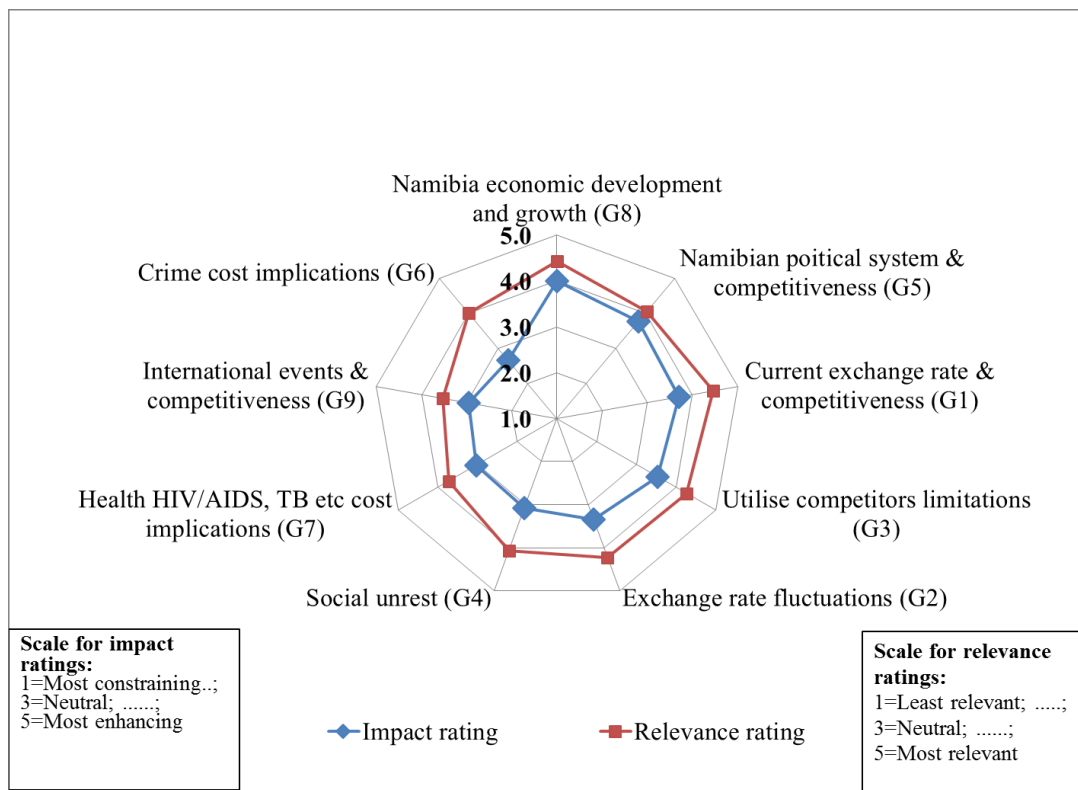 Namibia economic development
and growth (G8)
5.0
Crime cost implications (G6)
Namibian poitical system &
competitiveness (G5)
4.0
3.0
International events &
competitiveness (G9)
Current exchange rate &
competitiveness (G1)
2.0
1.0
Health HIV/AIDS, TB etc cost
implications (G7)
Utilise competitors limitations
(G3)
Social unrest (G4)
Exchange rate fluctuations (G2)
Scale for impact
ratings:
1=Most constraining..;
3=Neutral; ......;
5=Most enhancing
Impact rating
Relevance rating
Scale for relevance
ratings:
1=Least relevant; .....;
3=Neutral; ......;
5=Most relevant